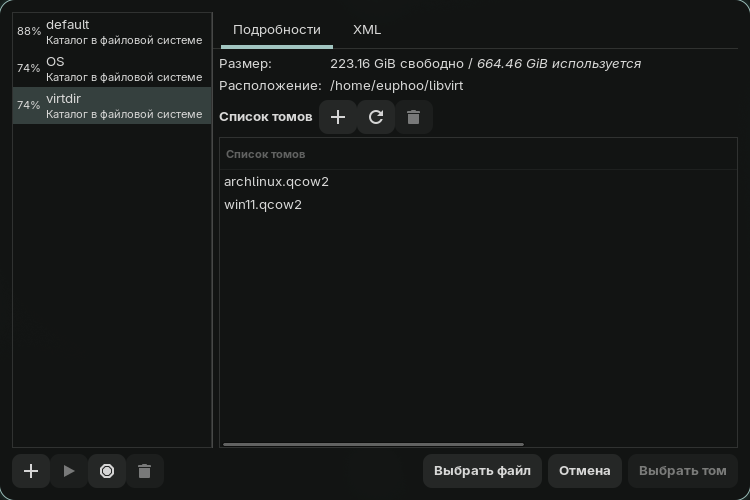 88% default
Каталог в файловой системе
74% OS
Каталог в файловой системе
74% virtdir
Каталог в файловой системе
Подробности XML
Размер: 223.16 GiB свободно / 664.46 GiB используется
Расположение: /home/euphoo/libvirt
Список томов
Список томов
archlinux.qcow2
win11.qcow2
Выбрать файл Отмена Выбрать том